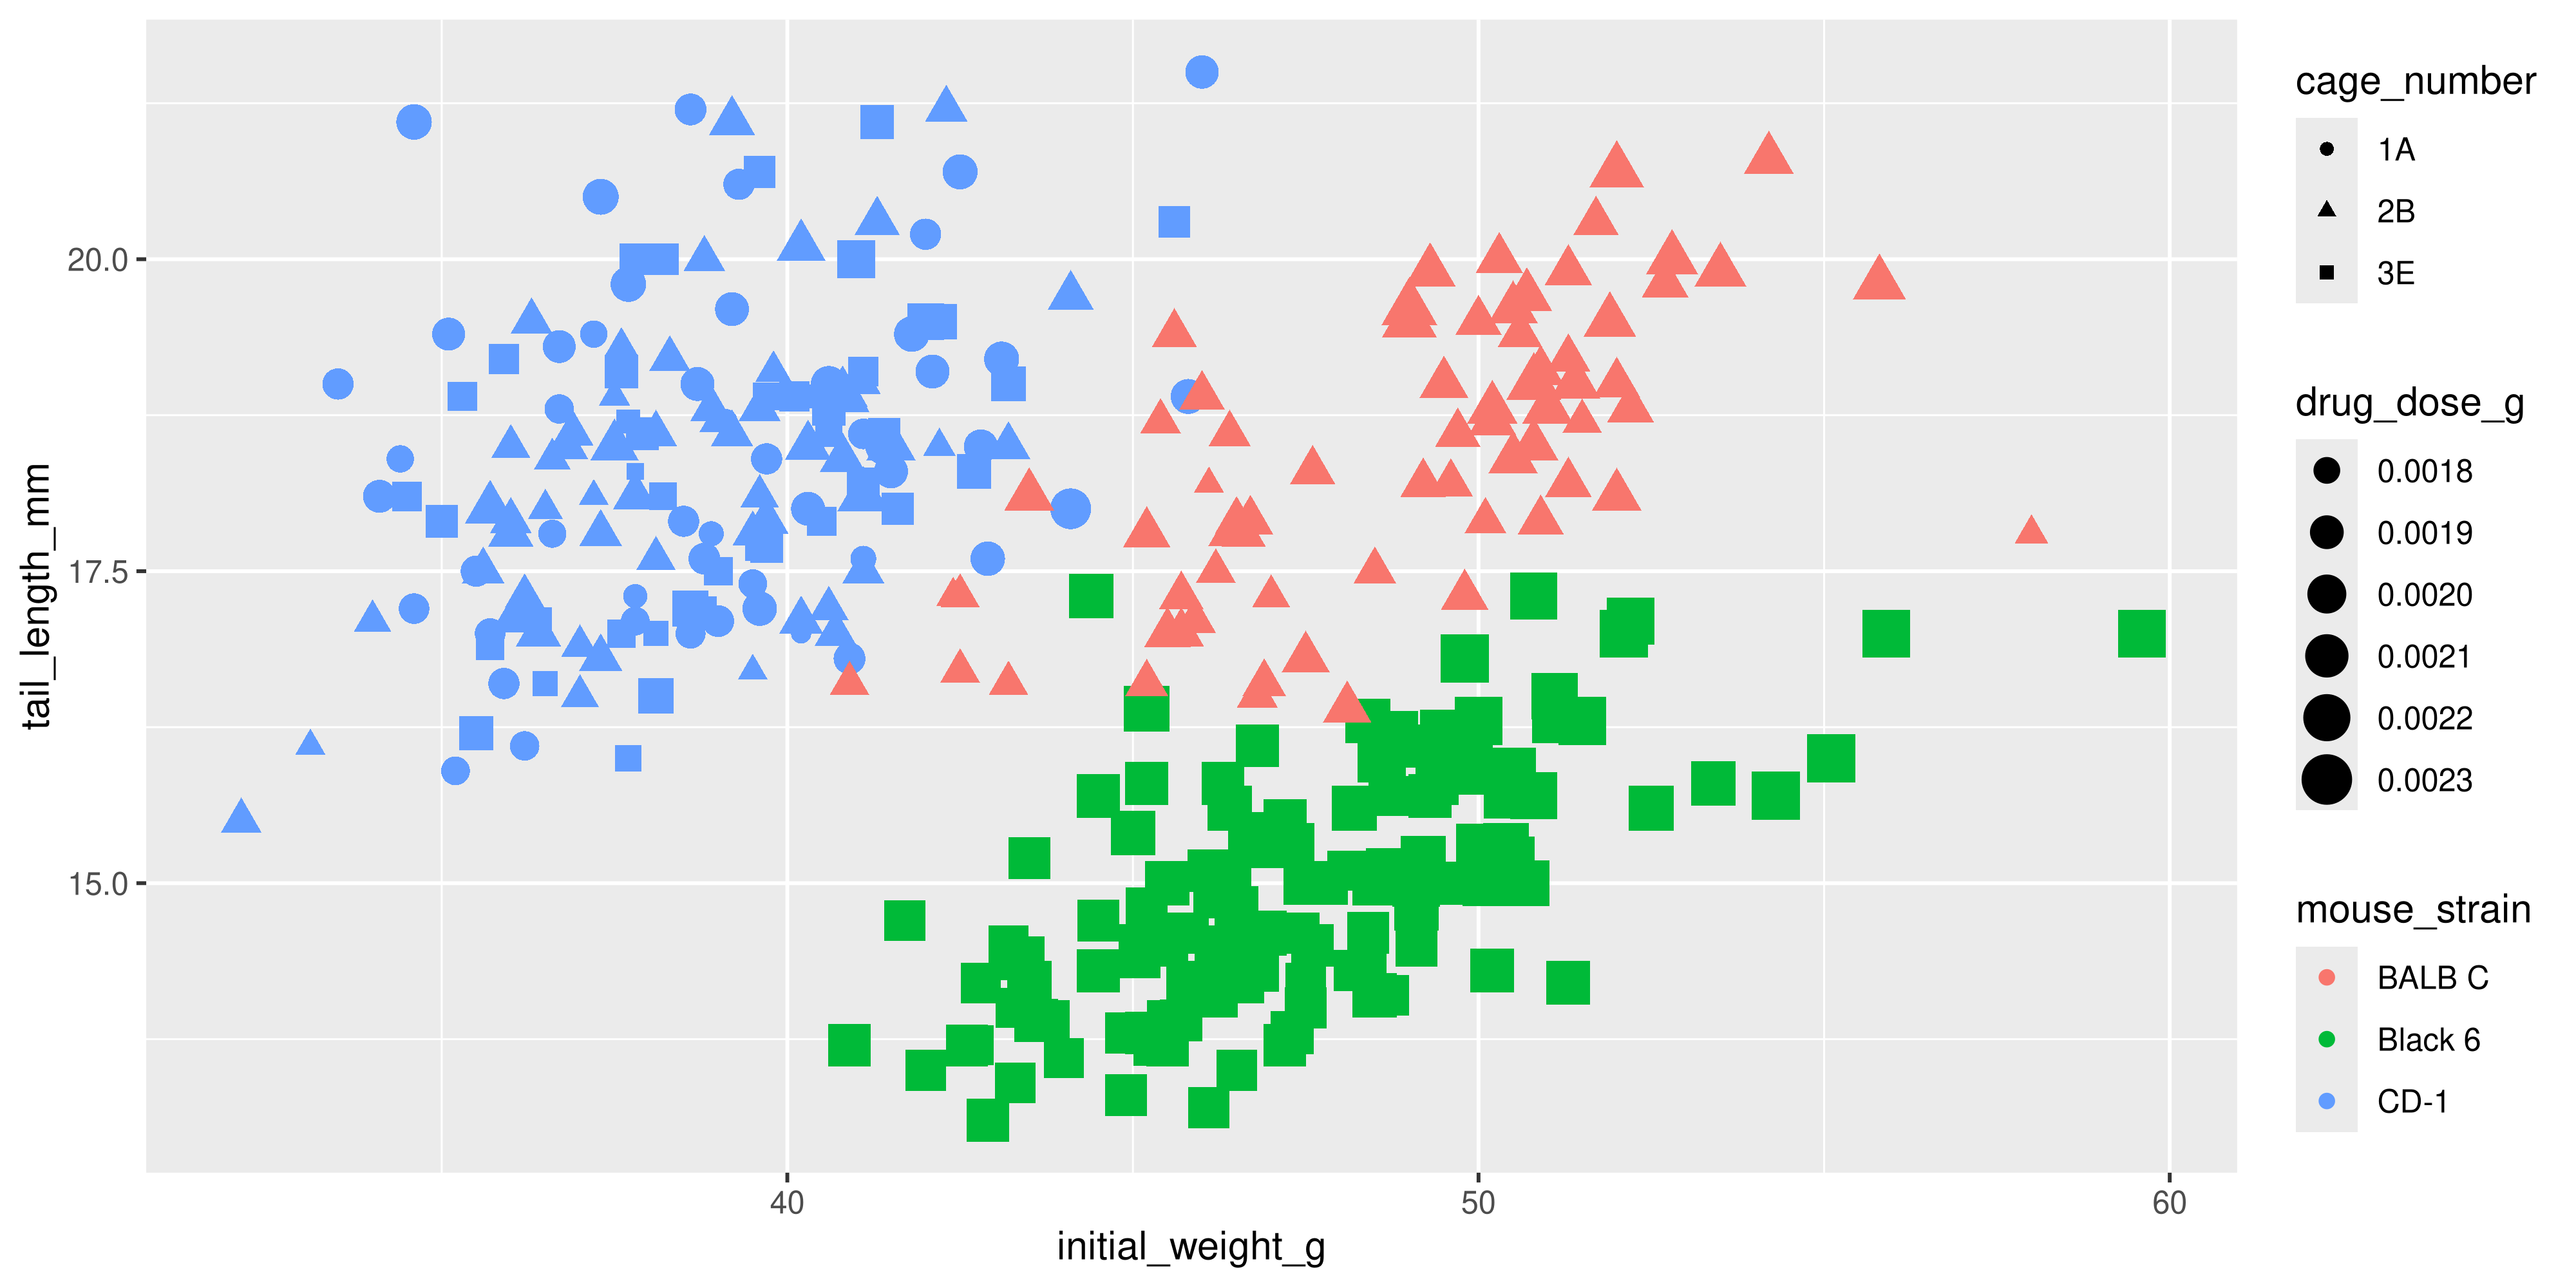 tail_length_mm
20.0
17.5
15.0
40
50
60
initial_weight_g
cage_number
1A
2B
3E
drug_dose_g
0.0018
0.0019
0.0020
0.0021
0.0022
0.0023
mouse_strain
BALB C
Black 6
CD-1